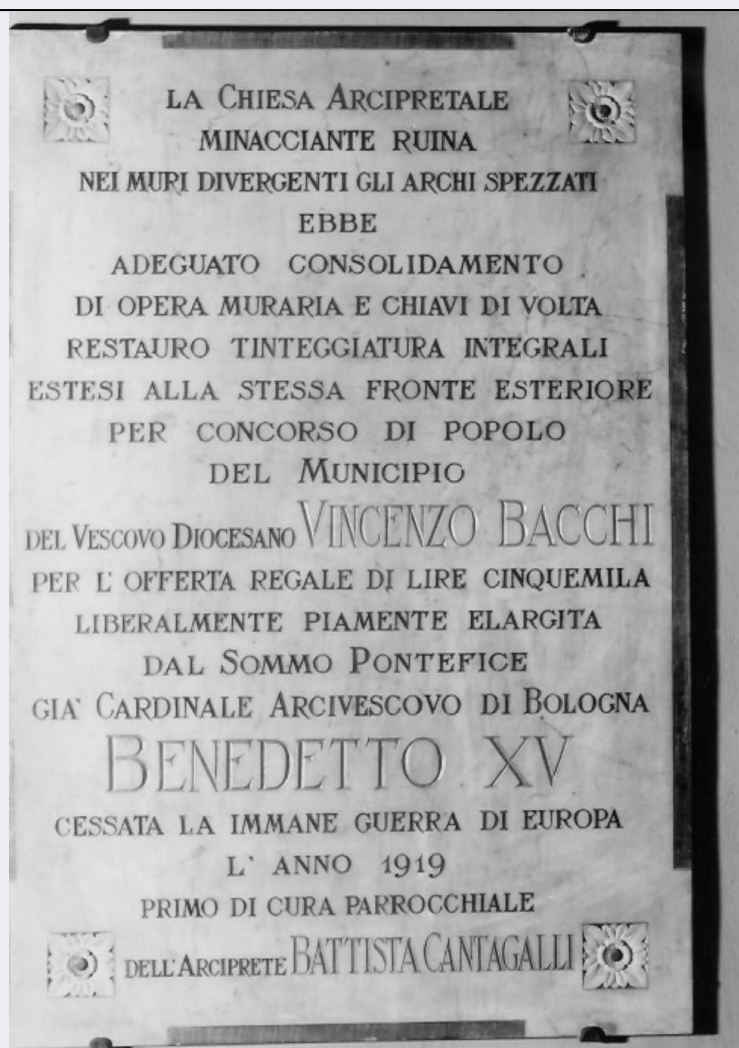 LA CHIESA ARCIPRETALE
MINACCIANTE RUINA
NEI MURI DIVERGENTI GLI ARCHI SPEZZATI
EBBE
ADEGUATO CONSOLIDAMENTO
DI OPERA MURARIA E CHIAVI DI VOLTA
RESTAURO TINTEGGIATURA INTEGRALI
ESTESI ALLA STESSA FRONTE ESTERIORE
PER CONCORSO DI POPOLO
DEL MUNICIPIO
DEL VESCOVO DIOCESANO VINCENZO BACCHI
PER L' OFFERTA REGALE DI LIRE CINQUEMILA
LIBERALMENTE PIAMENTE ELARGITA
DAL SOMMO PONTEFICE
GIA' CARDINALE ARCIVESCOVO DI BOLOGNA
BENEDETTO XV
CESSATA LA IMMANE GUERRA DI EUROPA
L' ANNO 1919
PRIMO DI CURA PARROCCHIALE
DELL'ARCIPRETE BATTISTA CANTAGALLI